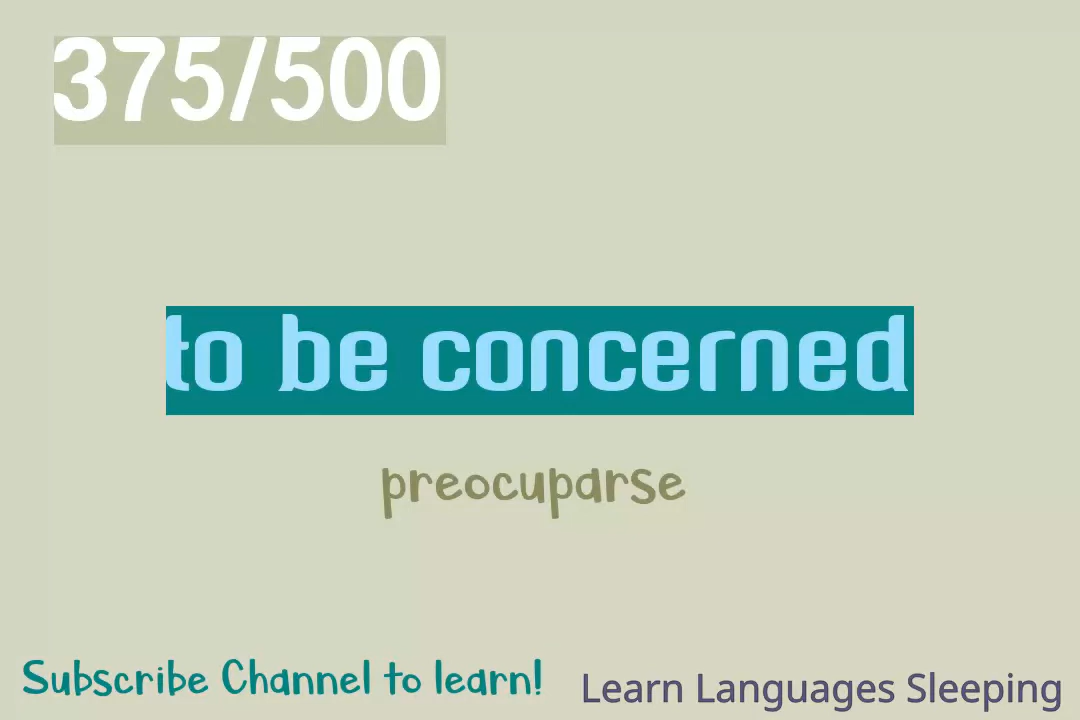 375/500
to be concerned
preocuparse
Subscribe Channel to learn!
Learn Languages Sleeping